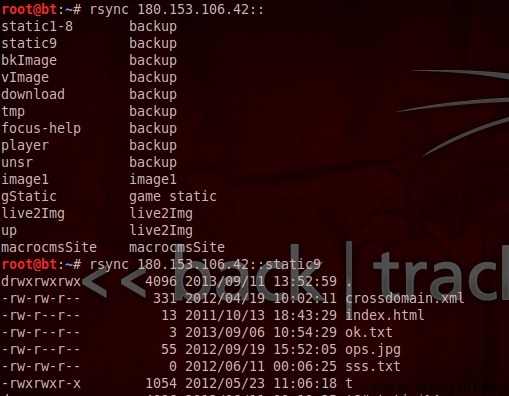 root@bt:~# rsync 180.153.106.42::
static1-8 backup
static9 backup
bkImage backup
vImage backup
download backup
tmp backup
focus-help backup
player backup
unsr backup
image1 image1
gStatic game static
live2Img live2Img
up live2Img
macrocmsSite macrocmsSite
root@bt:~# rsync 180.153.106.42::static9
drwxrwxrwx 4096 2013/09/11 13:52:59 .
-rw-rw-r-- 331 2012/04/19 10:02:11 crossdomain.xml
-rw-r--r-- 13 2011/10/13 18:43:29 index.html
-rw-r--r-- 3 2013/09/06 10:54:29 ok.txt
-rw-r--r-- 55 2012/09/19 15:52:05 ops.jpg
-rw-rw-r-- 0 2012/06/11 00:06:25 sss.txt
-rwxrwxr-x 1054 2012/05/23 11:06:18 t
<< back | track